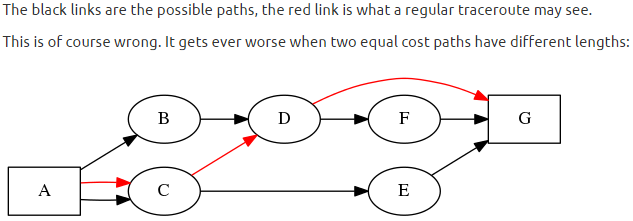 The black links are the possible paths, the red link is what a regular traceroute may see.
This is of course wrong. It gets ever worse when two equal cost paths have different lengths:
B
D
F
G
A
C
E